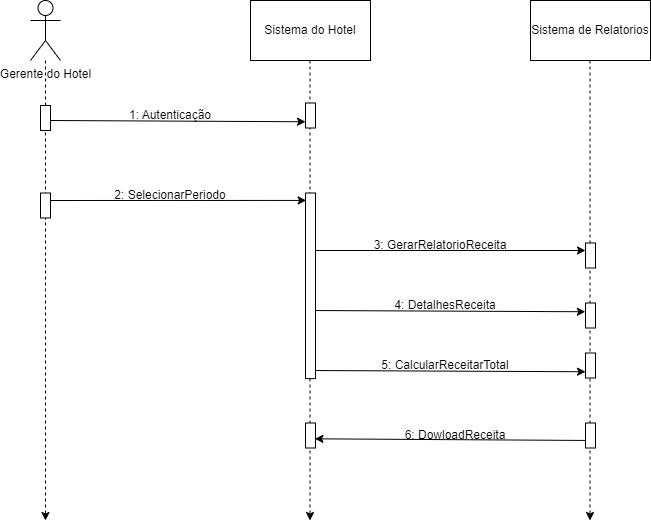 Sistema do Hotel
Sistema de Relatorios
Gerente do Hotel
1: Autenticação
2: SelecionarPeriodo
3: GerarRelatorioReceita
4: DetalhesReceita
5: CalcularReceitarTotal
6: DowloadReceita